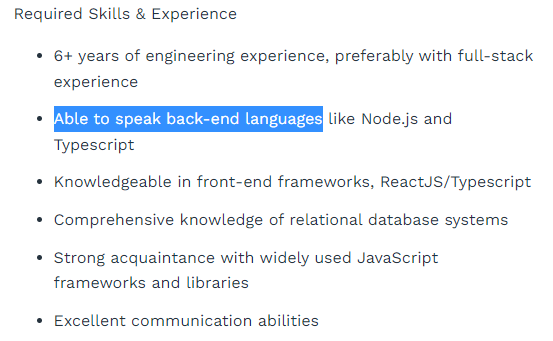 Required Skills & Experience
• 6+ years of engineering experience, preferably with full-stack
experience
• Able to speak back-end languages like Node.js and
Typescript
• Knowledgeable in front-end frameworks, ReactJS/Typescript
• Comprehensive knowledge of relational database systems
• Strong acquaintance with widely used JavaScript
frameworks and libraries
• Excellent communication abilities